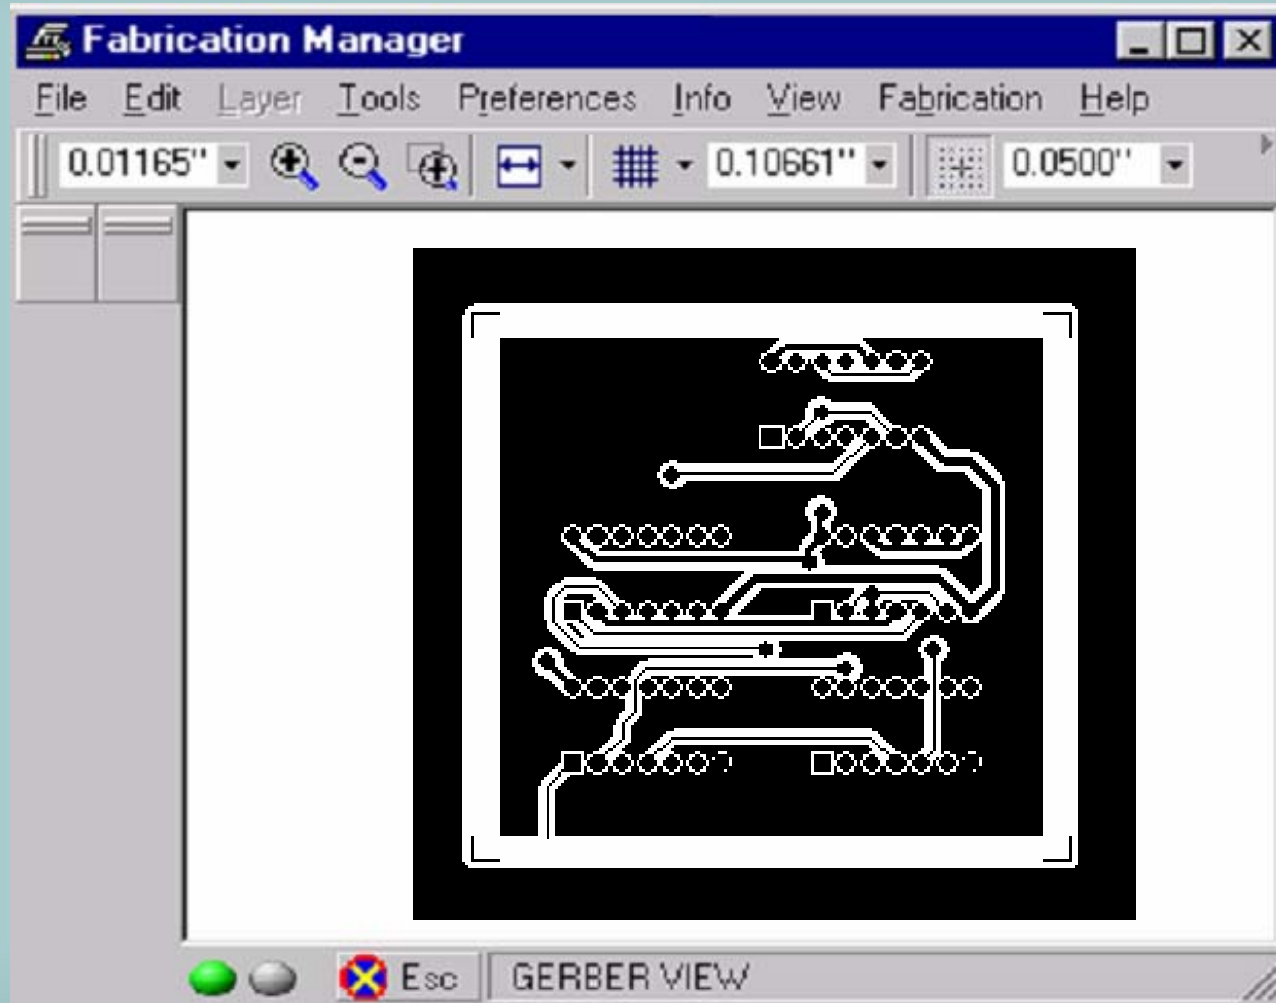 Fabrication Manager
File Edit Layer Tools Preferences Info View Fabrication Help
0.01165" 0.10661" 0.0500"
Esc GERBER VIEW